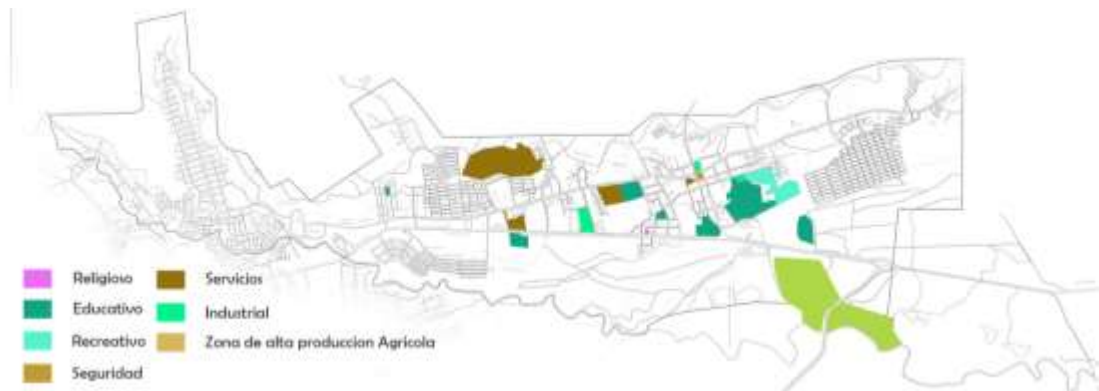 Religioso
Servicios
Educativo
Industrial
Recreativo
Zona de alta produccion Agricola
Seguridad